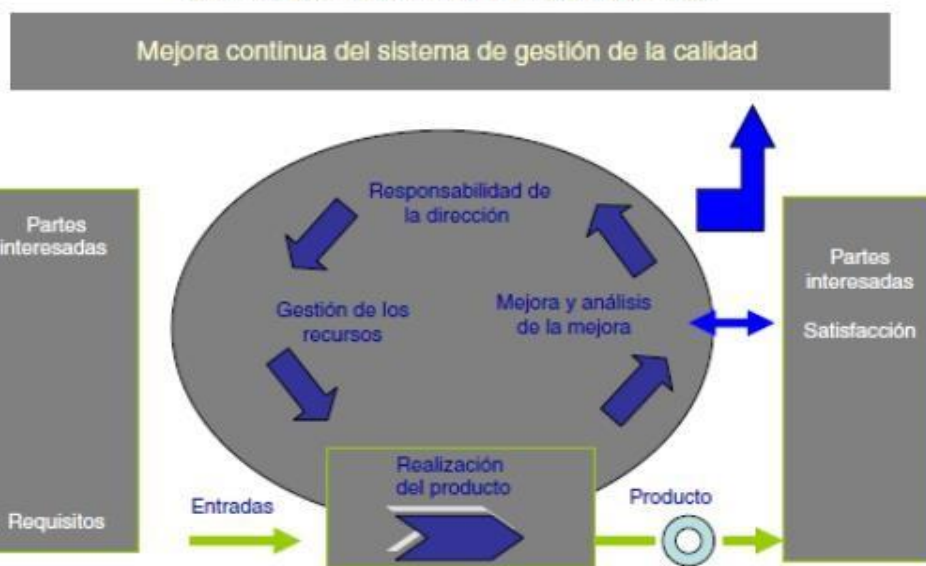 Mejora continua del sistema de gestión de la calidad
Responsabilidad de
la dirección
Partes
interesadas
Gestión de los
recursos
Mejora y análisis
de la mejora
Partes
interesadas
Satisfacción
Requisitos
Entradas
Realización
del producto
Producto